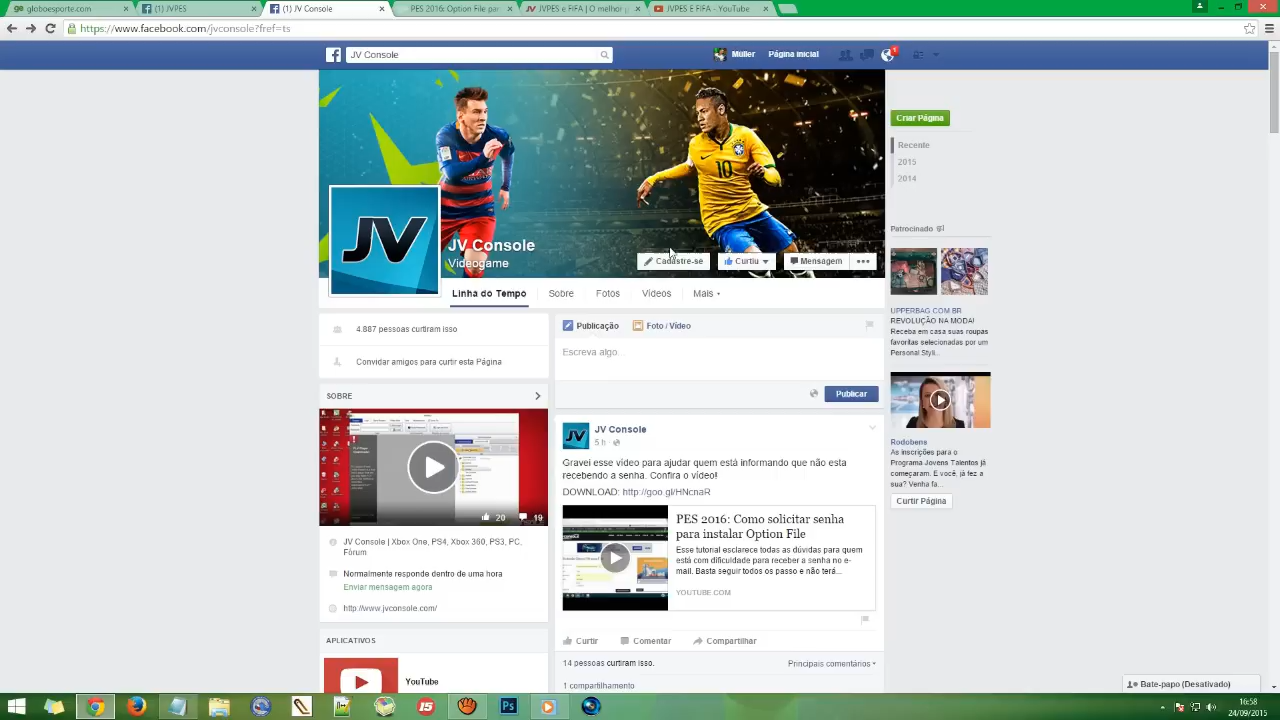 globoesporte.com
(1) JVPES
(1) JV Console
PES 2016: Option File par
JVPES e FIFA | O melhor
JVPES E FIFA - YouTube
https://www.facebook.com/jvconsole?fref=ts
JV Console
Müller
Página inicial
1
Criar Página
Recente
2015
2014
10
JV
JV Console
Videogame
Cadastre-se
Curtiu
Mensagem
Linha do Tempo
Sobre
Fotos
Vídeos
Mais
Patrocinado
UPPERBAG.COM.BR
REVOLUÇÃO NA MODA!
Receba em casa suas roupas
favoritas selecionadas por um
Personal Styli..
Rodobens
As inscrições para o
Programa Jovens Talentos já
começaram. E você, já fez a
sua? Venha fa...
Curtir Página
4.887 pessoas curtiram isso
Convidar amigos para curtir esta Página
SOBRE
20
19
JV Console | Xbox One, PS4, Xbox 360, PS3, PC,
Fórum
Normalmente responde dentro de uma hora
Enviar mensagem agora
http://www.jvconsole.com/
APLICATIVOS
YouTube
Publicação
Foto / Vídeo
Escreva algo.
Publicar
JV
JV Console
5 h
Gravei esse vídeo para ajudar quem está informando que não esta
recebendo a senha. Confira o vídeo!
DOWNLOAD: http://goo.gl/HNcnaR
PES 2016: Como solicitar senha
para instalar Option File
Esse tutorial esclarece todas as dúvidas para quem
está com dificuldade para receber a senha no e-
mail. Basta seguir todos os passo e não terá...
YOUTUBE.COM
Curtir
Comentar
Compartilhar
14 pessoas curtiram isso.
Principais comentários
1 compartilhamento
Bate-papo (Desativado)
15
Ps
16:58
24/09/2015